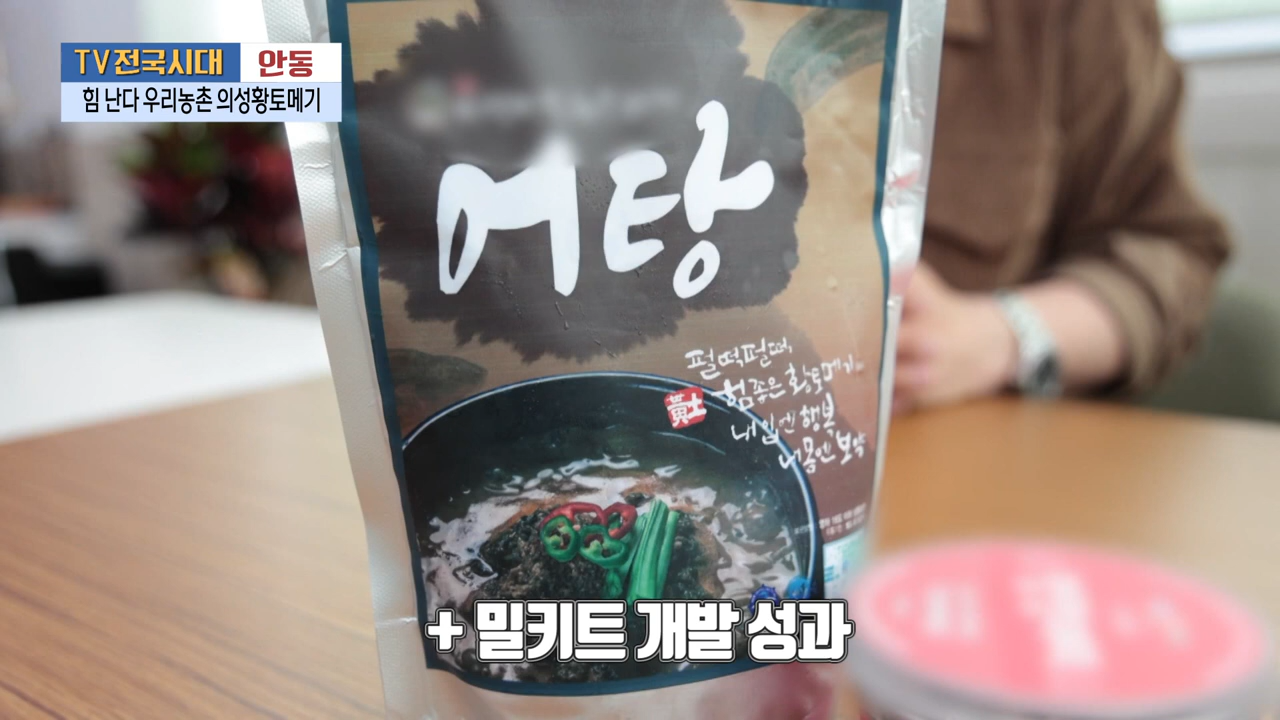 TV전국시대 안동
힘 난다 우리농촌 의성황토메기
어탕
펄떡펄떡,
힘좋은 황토메기
黃土
내 입엔 행복
내 몸엔 보약
+ 밀키트 개발 성과